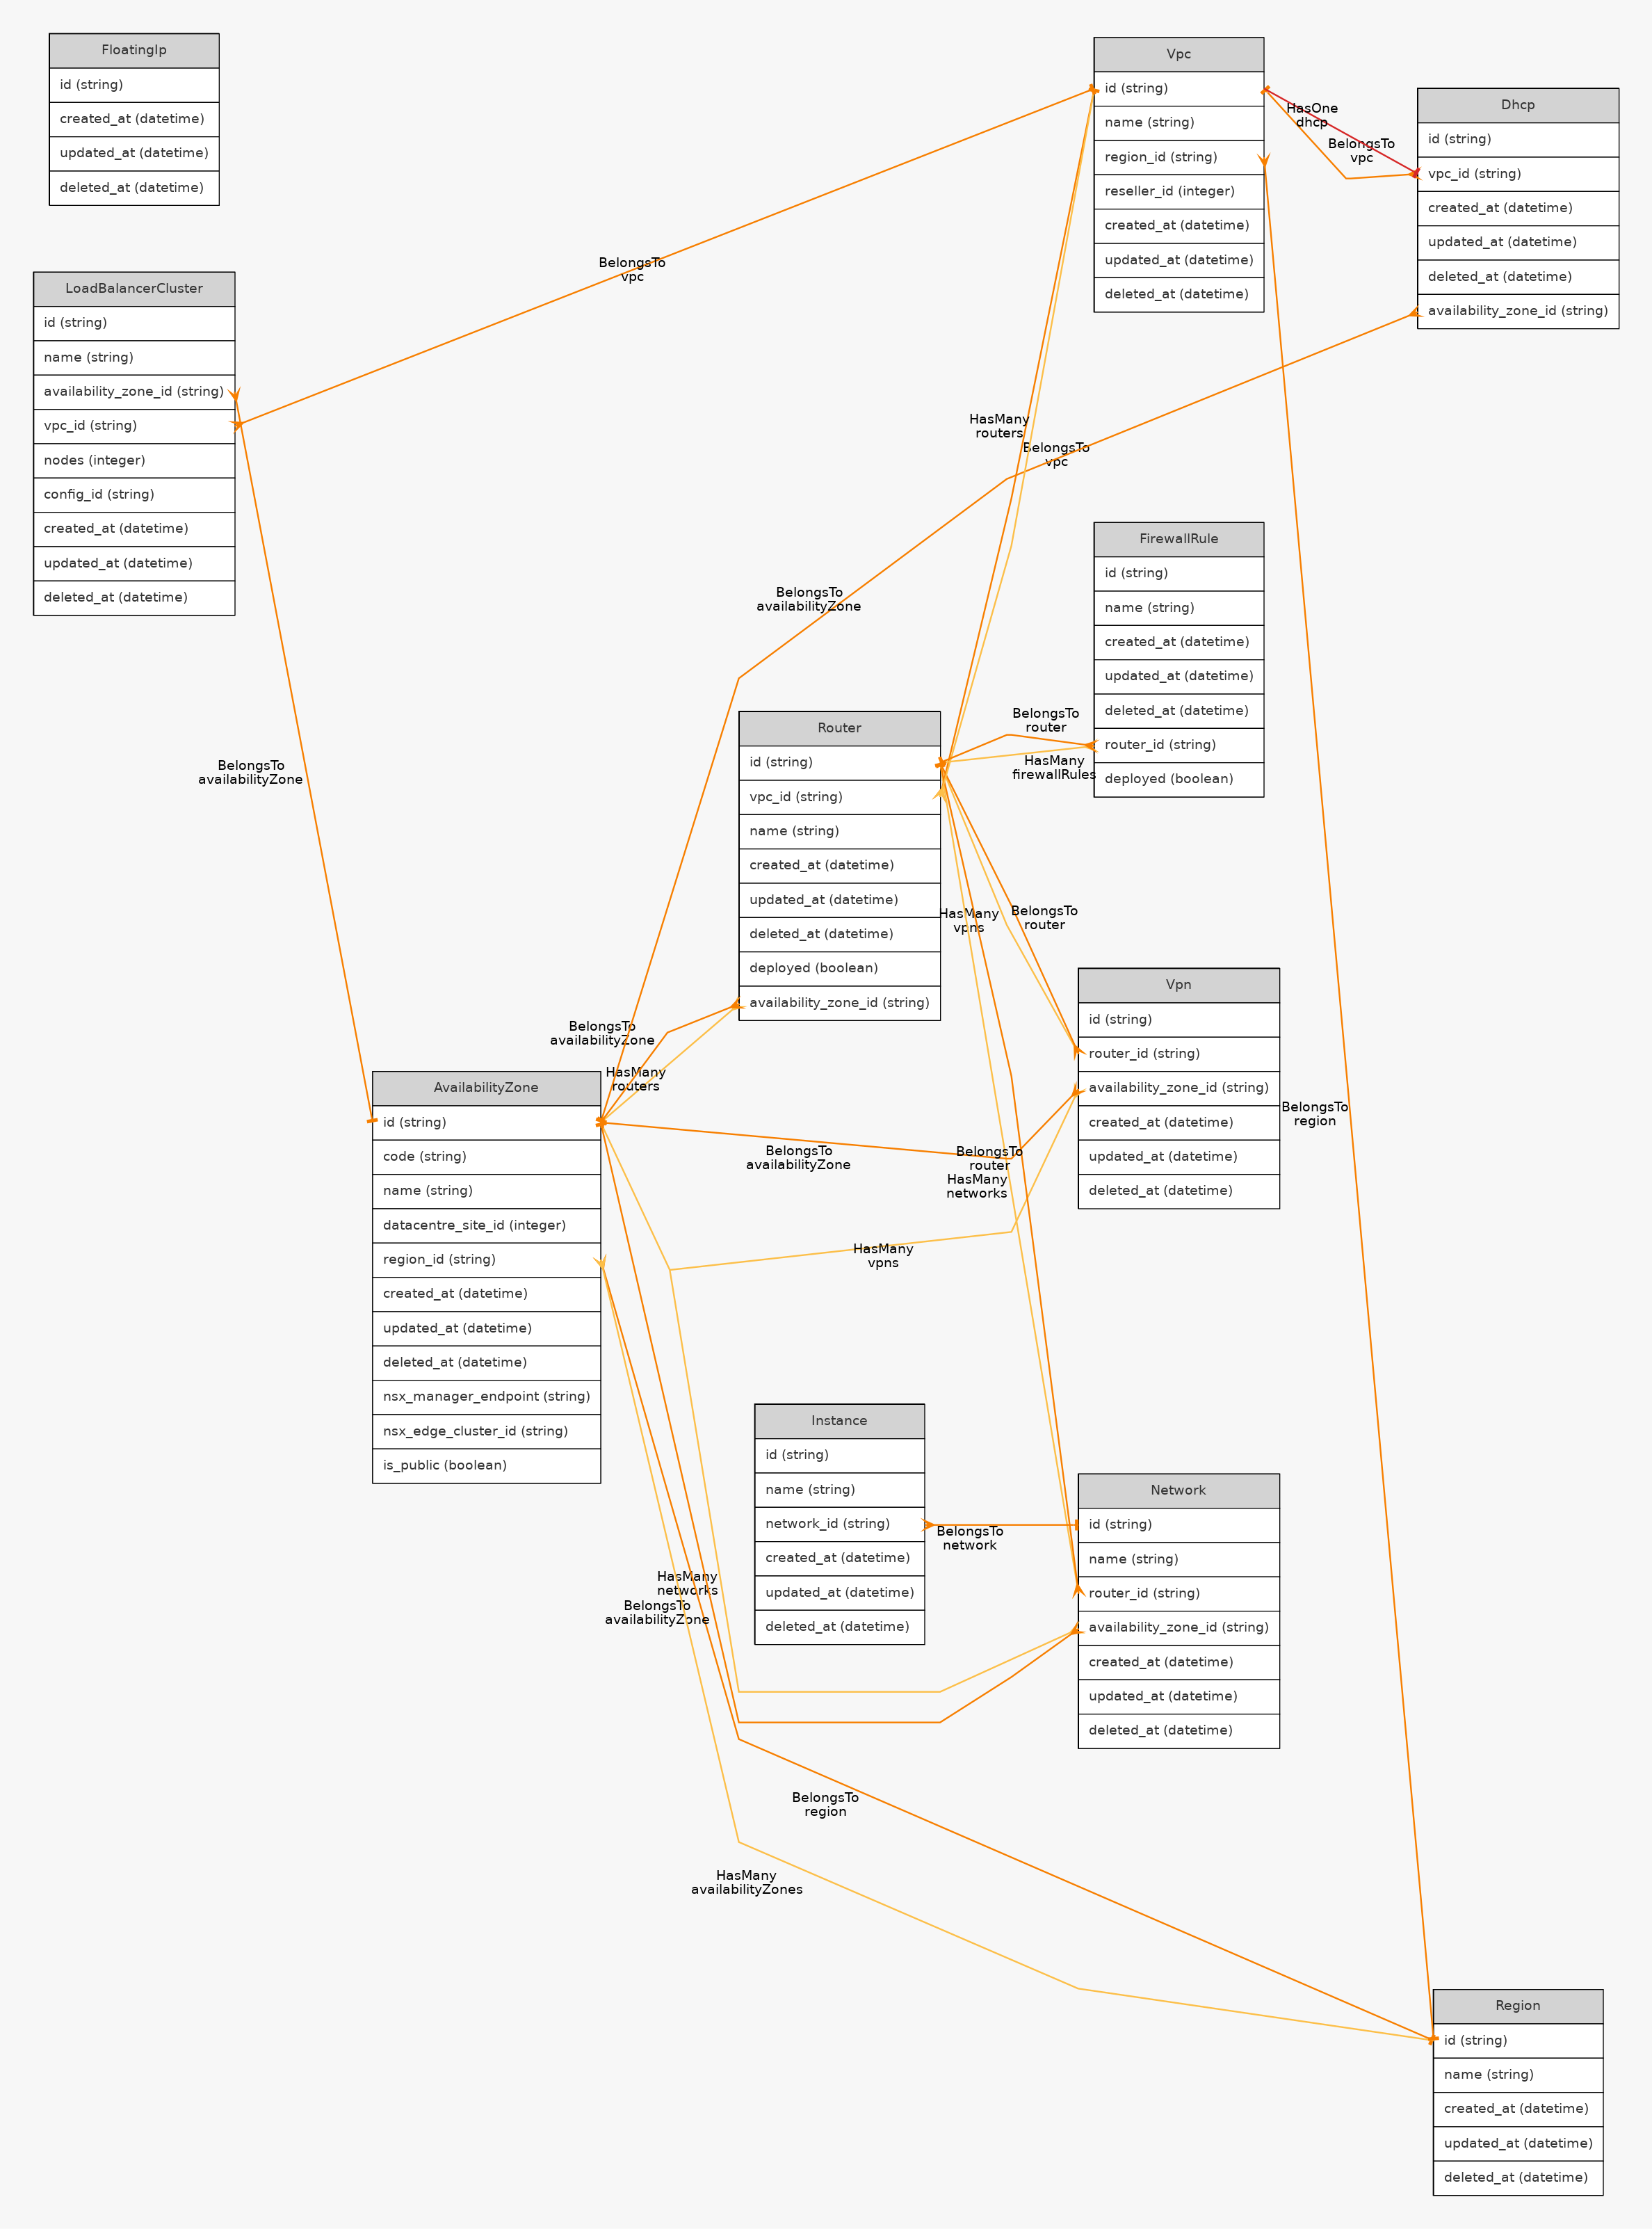 FloatingIp
id (string)
created_at (datetime)
updated_at (datetime)
deleted_at (datetime)
Vpc
id (string)
name (string)
region_id (string)
reseller_id (integer)
created_at (datetime)
updated_at (datetime)
deleted_at (datetime)
Dhcp
id (string)
vpc_id (string)
created_at (datetime)
updated_at (datetime)
deleted_at (datetime)
availability_zone_id (string)
HasOne
dhcp
BelongsTo
vpc
LoadBalancerCluster
id (string)
name (string)
availability_zone_id (string)
vpc_id (string)
nodes (integer)
config_id (string)
created_at (datetime)
updated_at (datetime)
deleted_at (datetime)
BelongsTo
vpc
HasMany
routers
BelongsTo
vpc
BelongsTo
availabilityZone
FirewallRule
id (string)
name (string)
created_at (datetime)
updated_at (datetime)
deleted_at (datetime)
router_id (string)
deployed (boolean)
Router
id (string)
vpc_id (string)
name (string)
created_at (datetime)
updated_at (datetime)
deleted_at (datetime)
deployed (boolean)
availability_zone_id (string)
BelongsTo
router
HasMany
firewallRules
BelongsTo
availabilityZone
HasMany
vpns
BelongsTo
router
Vpn
id (string)
router_id (string)
availability_zone_id (string)
created_at (datetime)
updated_at (datetime)
deleted_at (datetime)
BelongsTo
availabilityZone
HasMany
routers
AvailabilityZone
id (string)
code (string)
name (string)
datacentre_site_id (integer)
region_id (string)
created_at (datetime)
updated_at (datetime)
deleted_at (datetime)
nsx_manager_endpoint (string)
nsx_edge_cluster_id (string)
is_public (boolean)
BelongsTo
region
BelongsTo
availabilityZone
BelongsTo
router
HasMany
networks
HasMany
vpns
Instance
id (string)
name (string)
network_id (string)
created_at (datetime)
updated_at (datetime)
deleted_at (datetime)
BelongsTo
network
Network
id (string)
name (string)
router_id (string)
availability_zone_id (string)
created_at (datetime)
updated_at (datetime)
deleted_at (datetime)
HasMany
networks
BelongsTo
availabilityZone
BelongsTo
region
HasMany
availabilityZones
Region
id (string)
name (string)
created_at (datetime)
updated_at (datetime)
deleted_at (datetime)